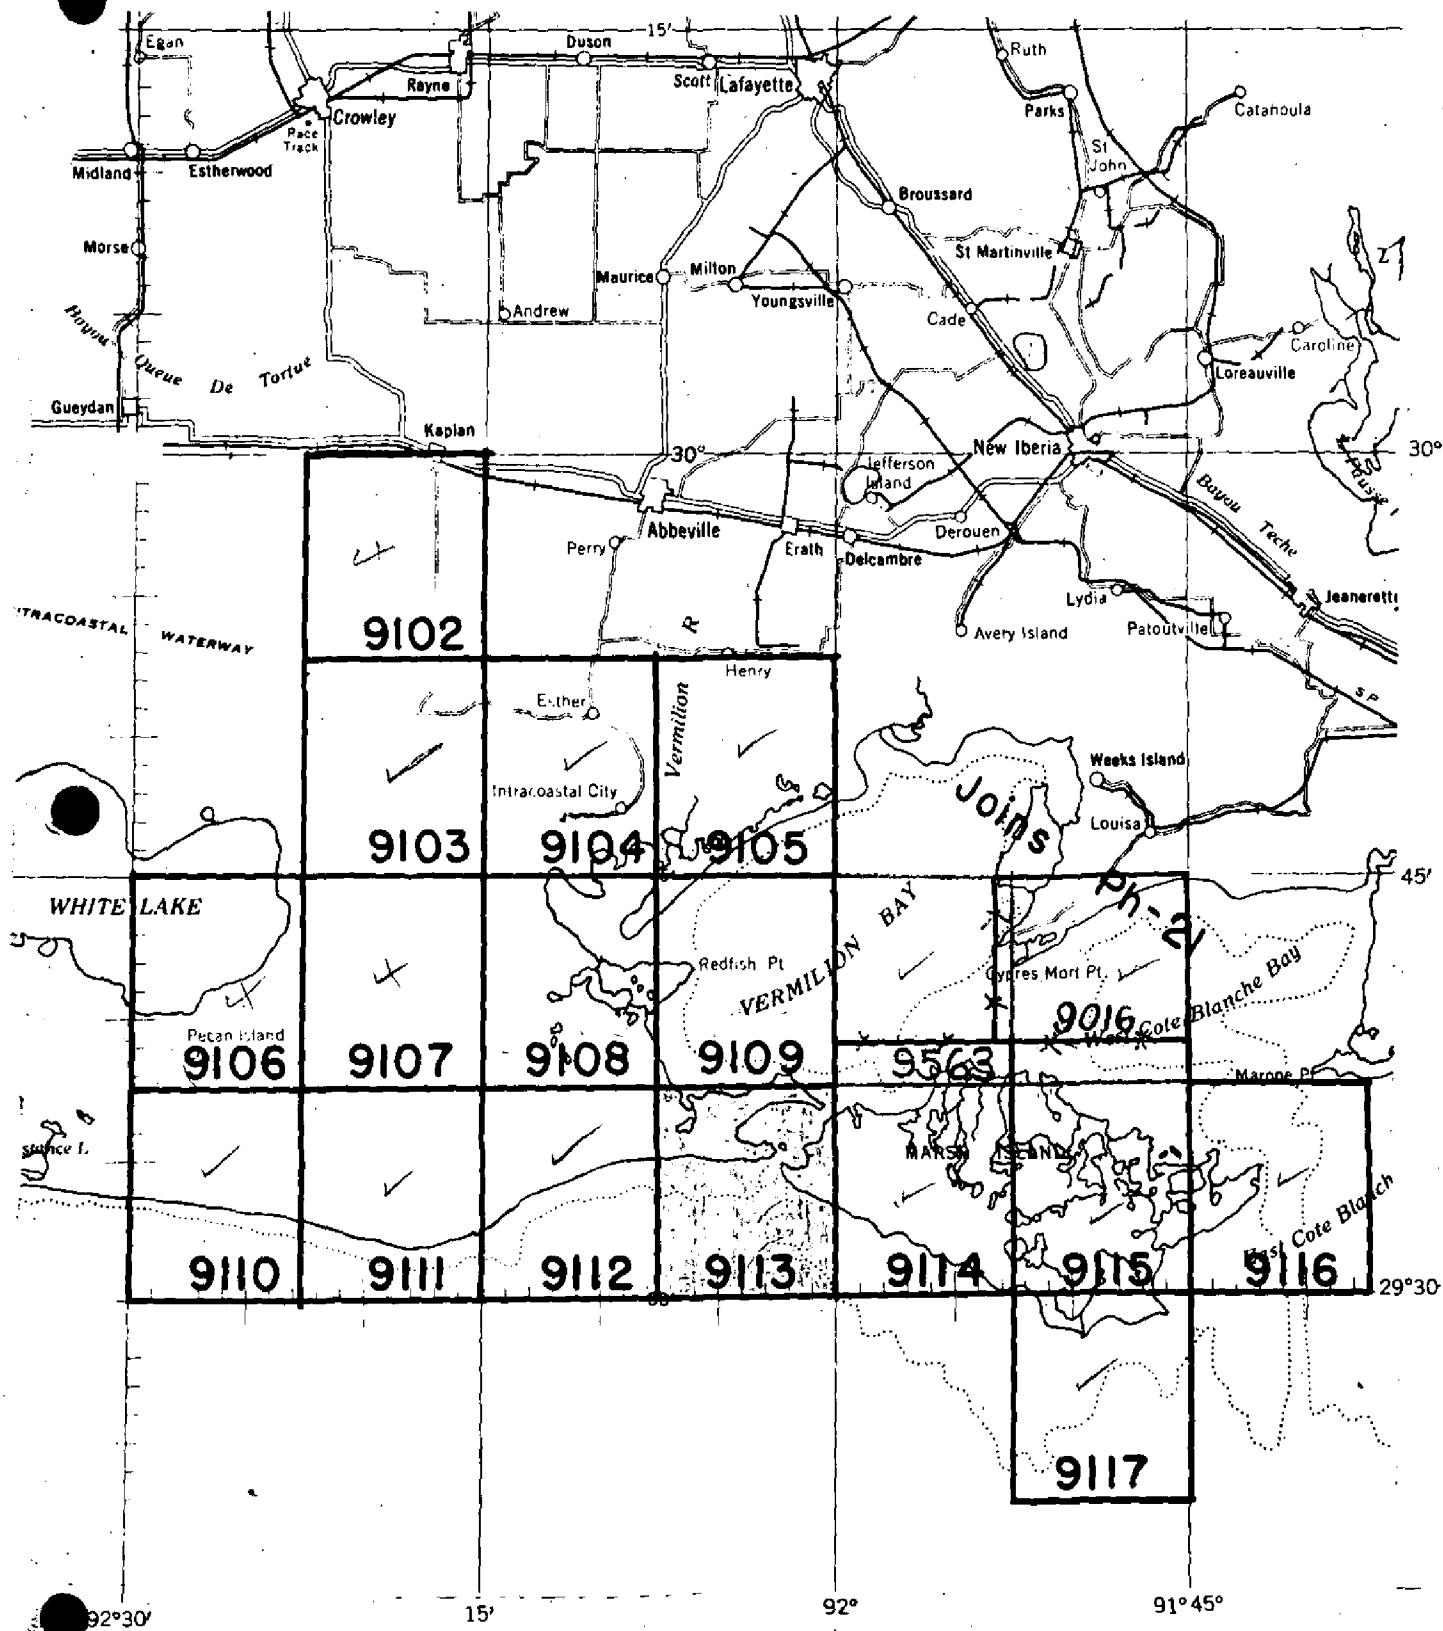 15'
Egan
Duson
Ruth
Rayne
Scott
Lafayette
Parks
Catahoula
Crowley
Race
Track
St
John
Midland
Estherwood
Broussard
Morse
St Martinville
Maurice
Milton
Youngsville
Andrew
Cade
Caroline
Loreauville
Bayou Queue De Tortue
Gueydan
Kaplan
30°
New Iberia
30°
Jefferson
Island
Bayou Teche
Abbeville
Perry
Erath
Delcambre
Derouen
Lydia
Jeanerett
9102
TRACOASTAL WATERWAY
R
Avery Island
Patoutville
Henry
Esther
S P
Vermilion
Weeks Island
Intracoastal City
Joins
Louisa
9103
9104
9105
45'
Ph-2
WHITE LAKE
VERMILION BAY
Redfish Pt
Cypres Mort Pt.
9016
West Cote Blanche Bay
Pecan Island
9106
9107
9108
9109
9563
Marone P
stance I.
MARSH ISLAND
East Cote Blanch
9110
9111
9112
9113
9114
9115
9116
29°30
9117
92°30'
15'
92°
91°45°